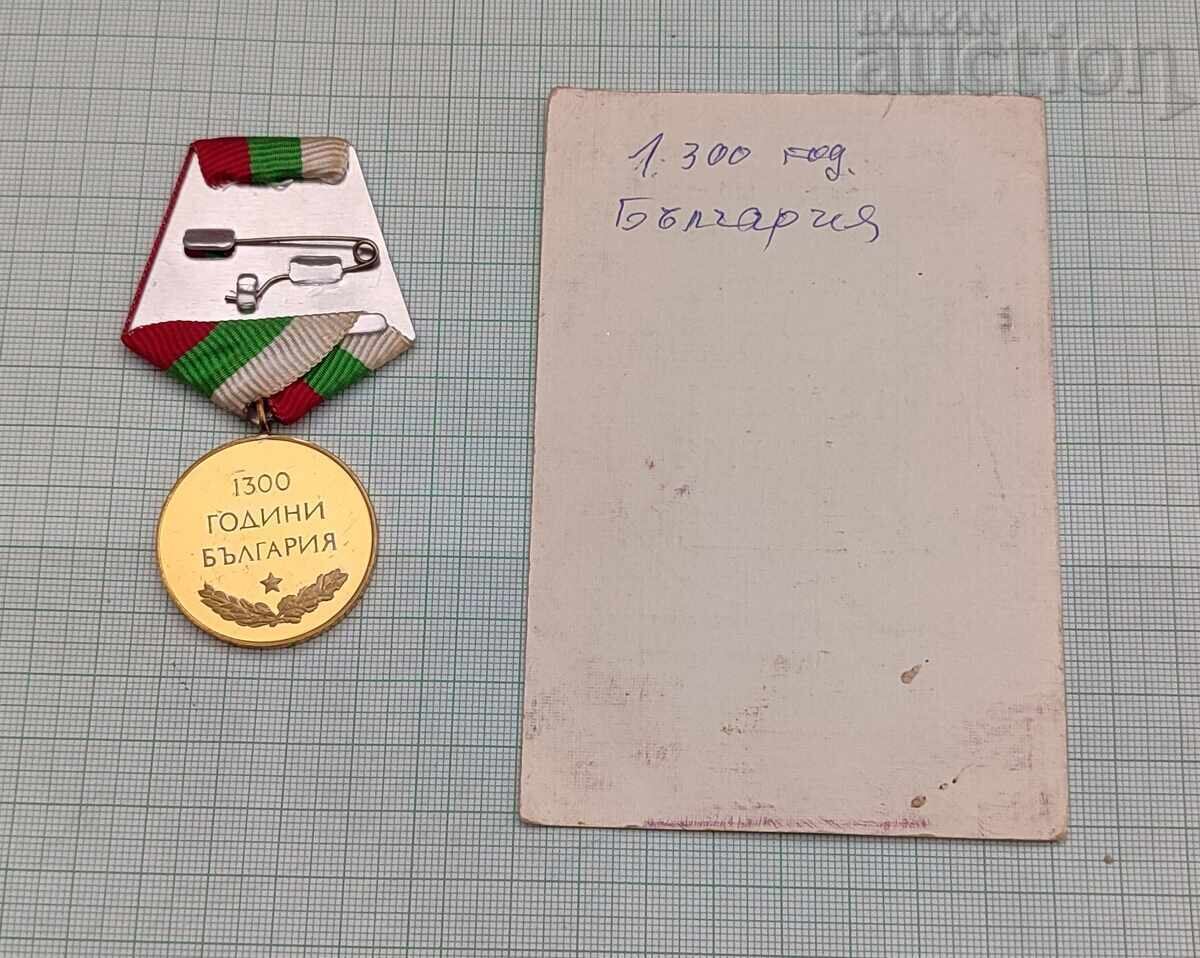 BALKAN
auction
1.300 год.
България
1300
ГОДИНИ
БЪЛГАРИЯ